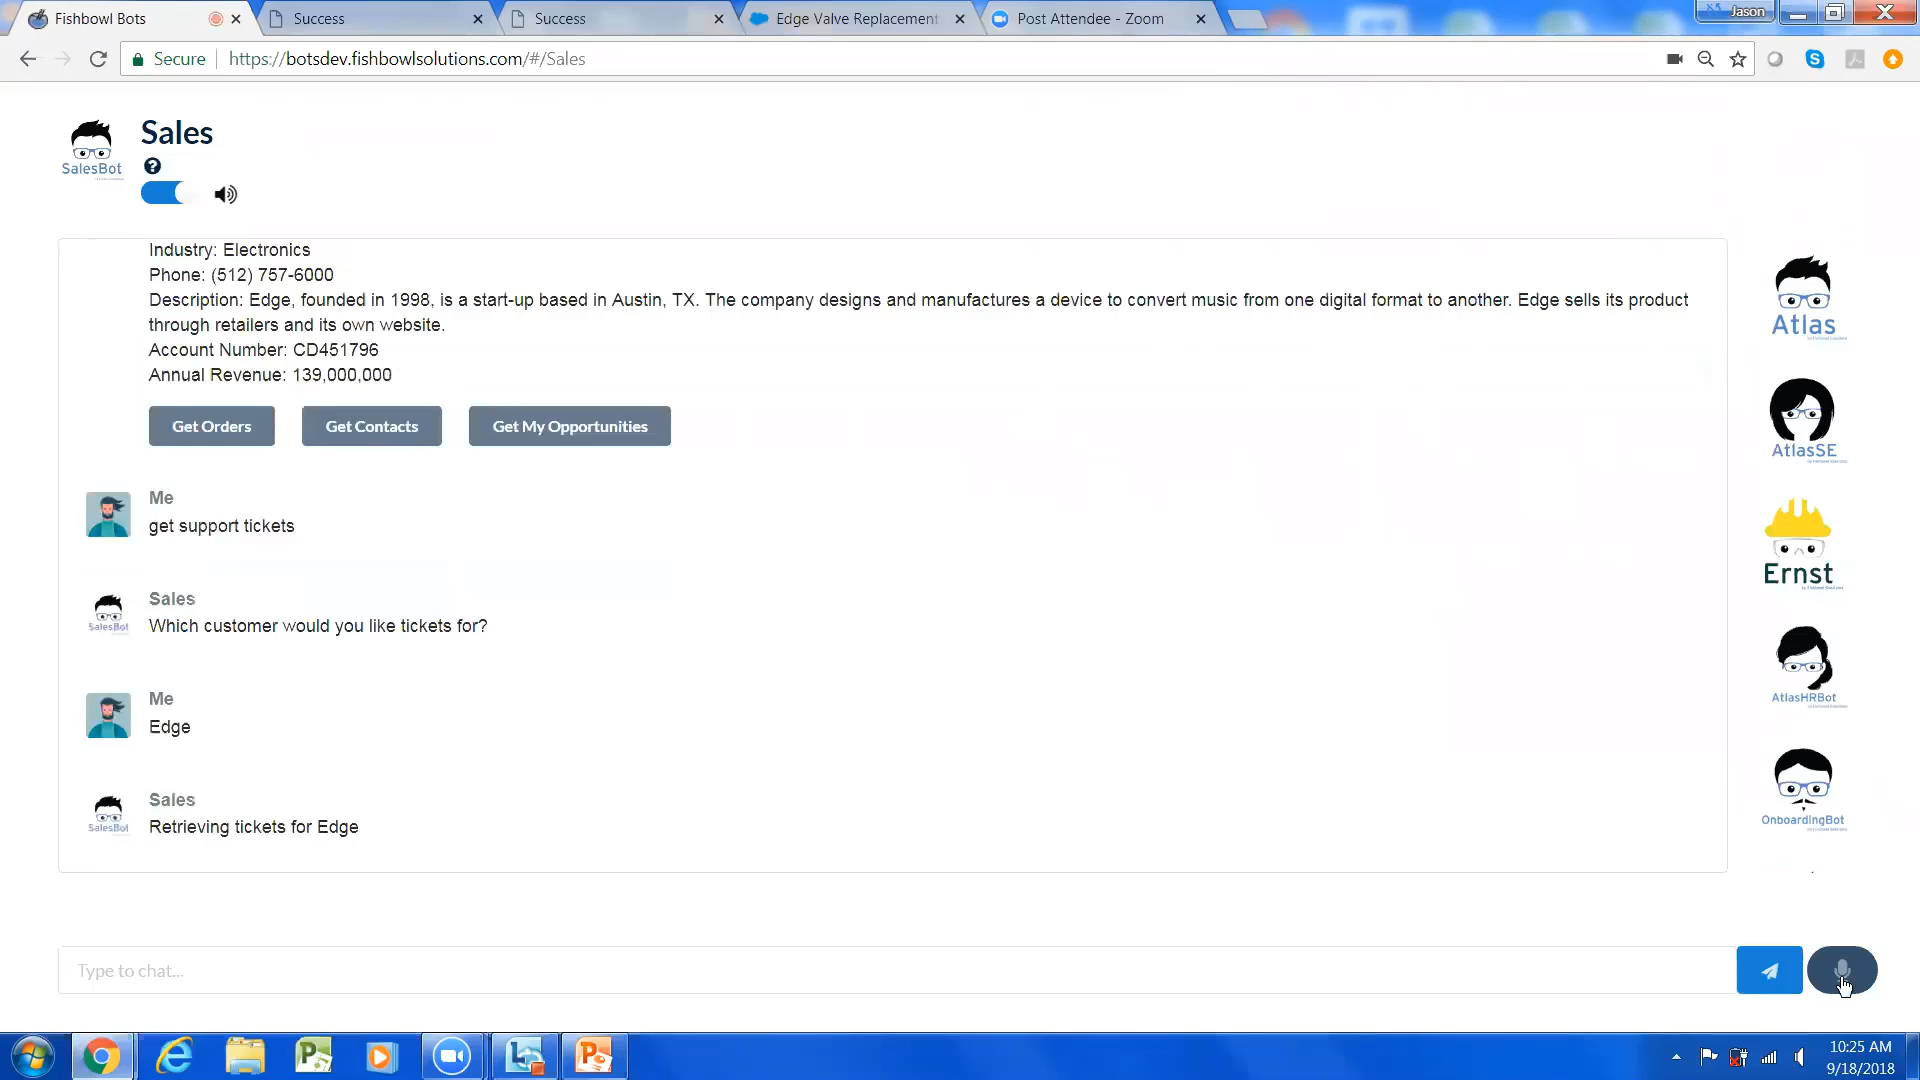 Fishbowl Bots
Success
Success
Edge Valve Replacement
Post Attendee - Zoom
Jason
Secure
https://botsdev.fishbowlsolutions.com/#/Sales
SalesBot
Sales
?
Industry: Electronics
Phone: (512) 757-6000
Description: Edge, founded in 1998, is a start-up based in Austin, TX. The company designs and manufactures a device to convert music from one digital format to another. Edge sells its product
through retailers and its own website.
Account Number: CD451796
Annual Revenue: 139,000,000
Get Orders
Get Contacts
Get My Opportunities
Me
get support tickets
SalesBot
Sales
Which customer would you like tickets for?
Me
Edge
SalesBot
Sales
Retrieving tickets for Edge
Atlas
AtlasSE
Ernst
AtlasHRBot
OnboardingBot
Type to chat...
10:25 AM
9/18/2018